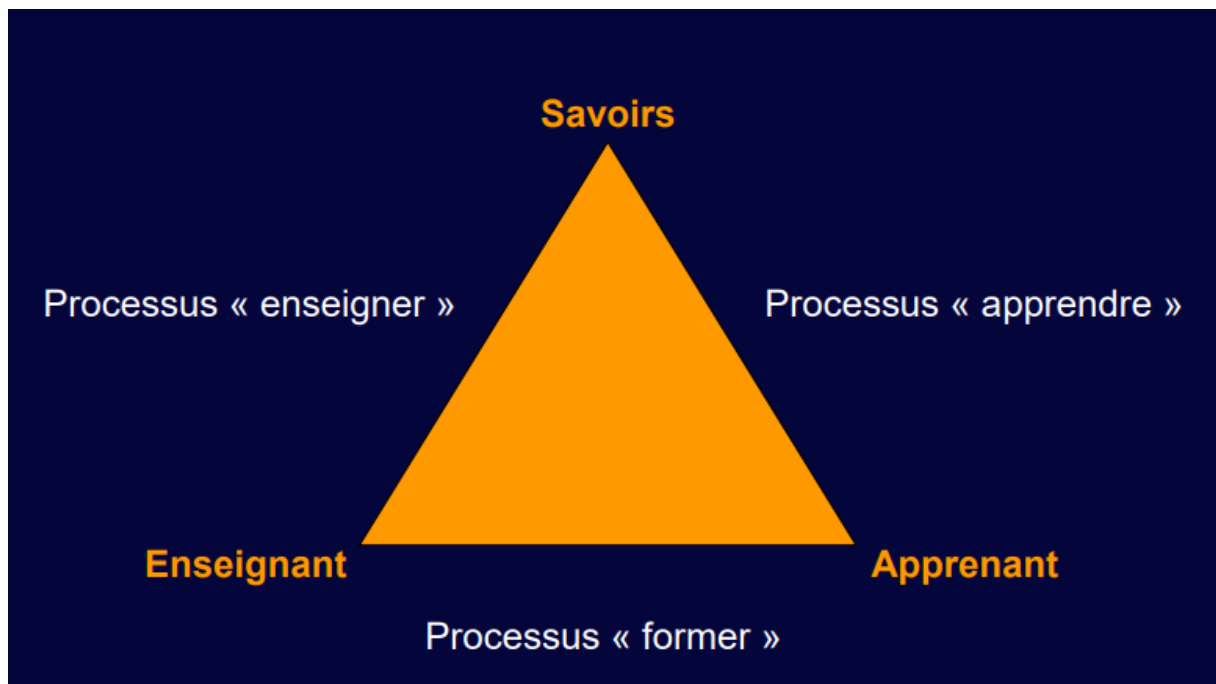 Savoirs
Processus « enseigner »
Processus « apprendre »
Enseignant
Apprenant
Processus « former »